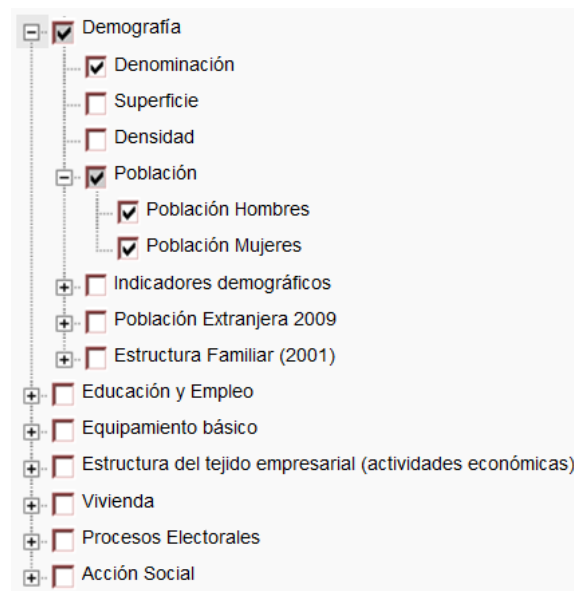 Demografía
Denominación
Superficie
Densidad
Población
Población Hombres
Población Mujeres
Indicadores demográficos
Población Extranjera 2009
Estructura Familiar (2001)
Educación y Empleo
Equipamiento básico
Estructura del tejido empresarial (actividades económicas)
Vivienda
Procesos Electorales
Acción Social